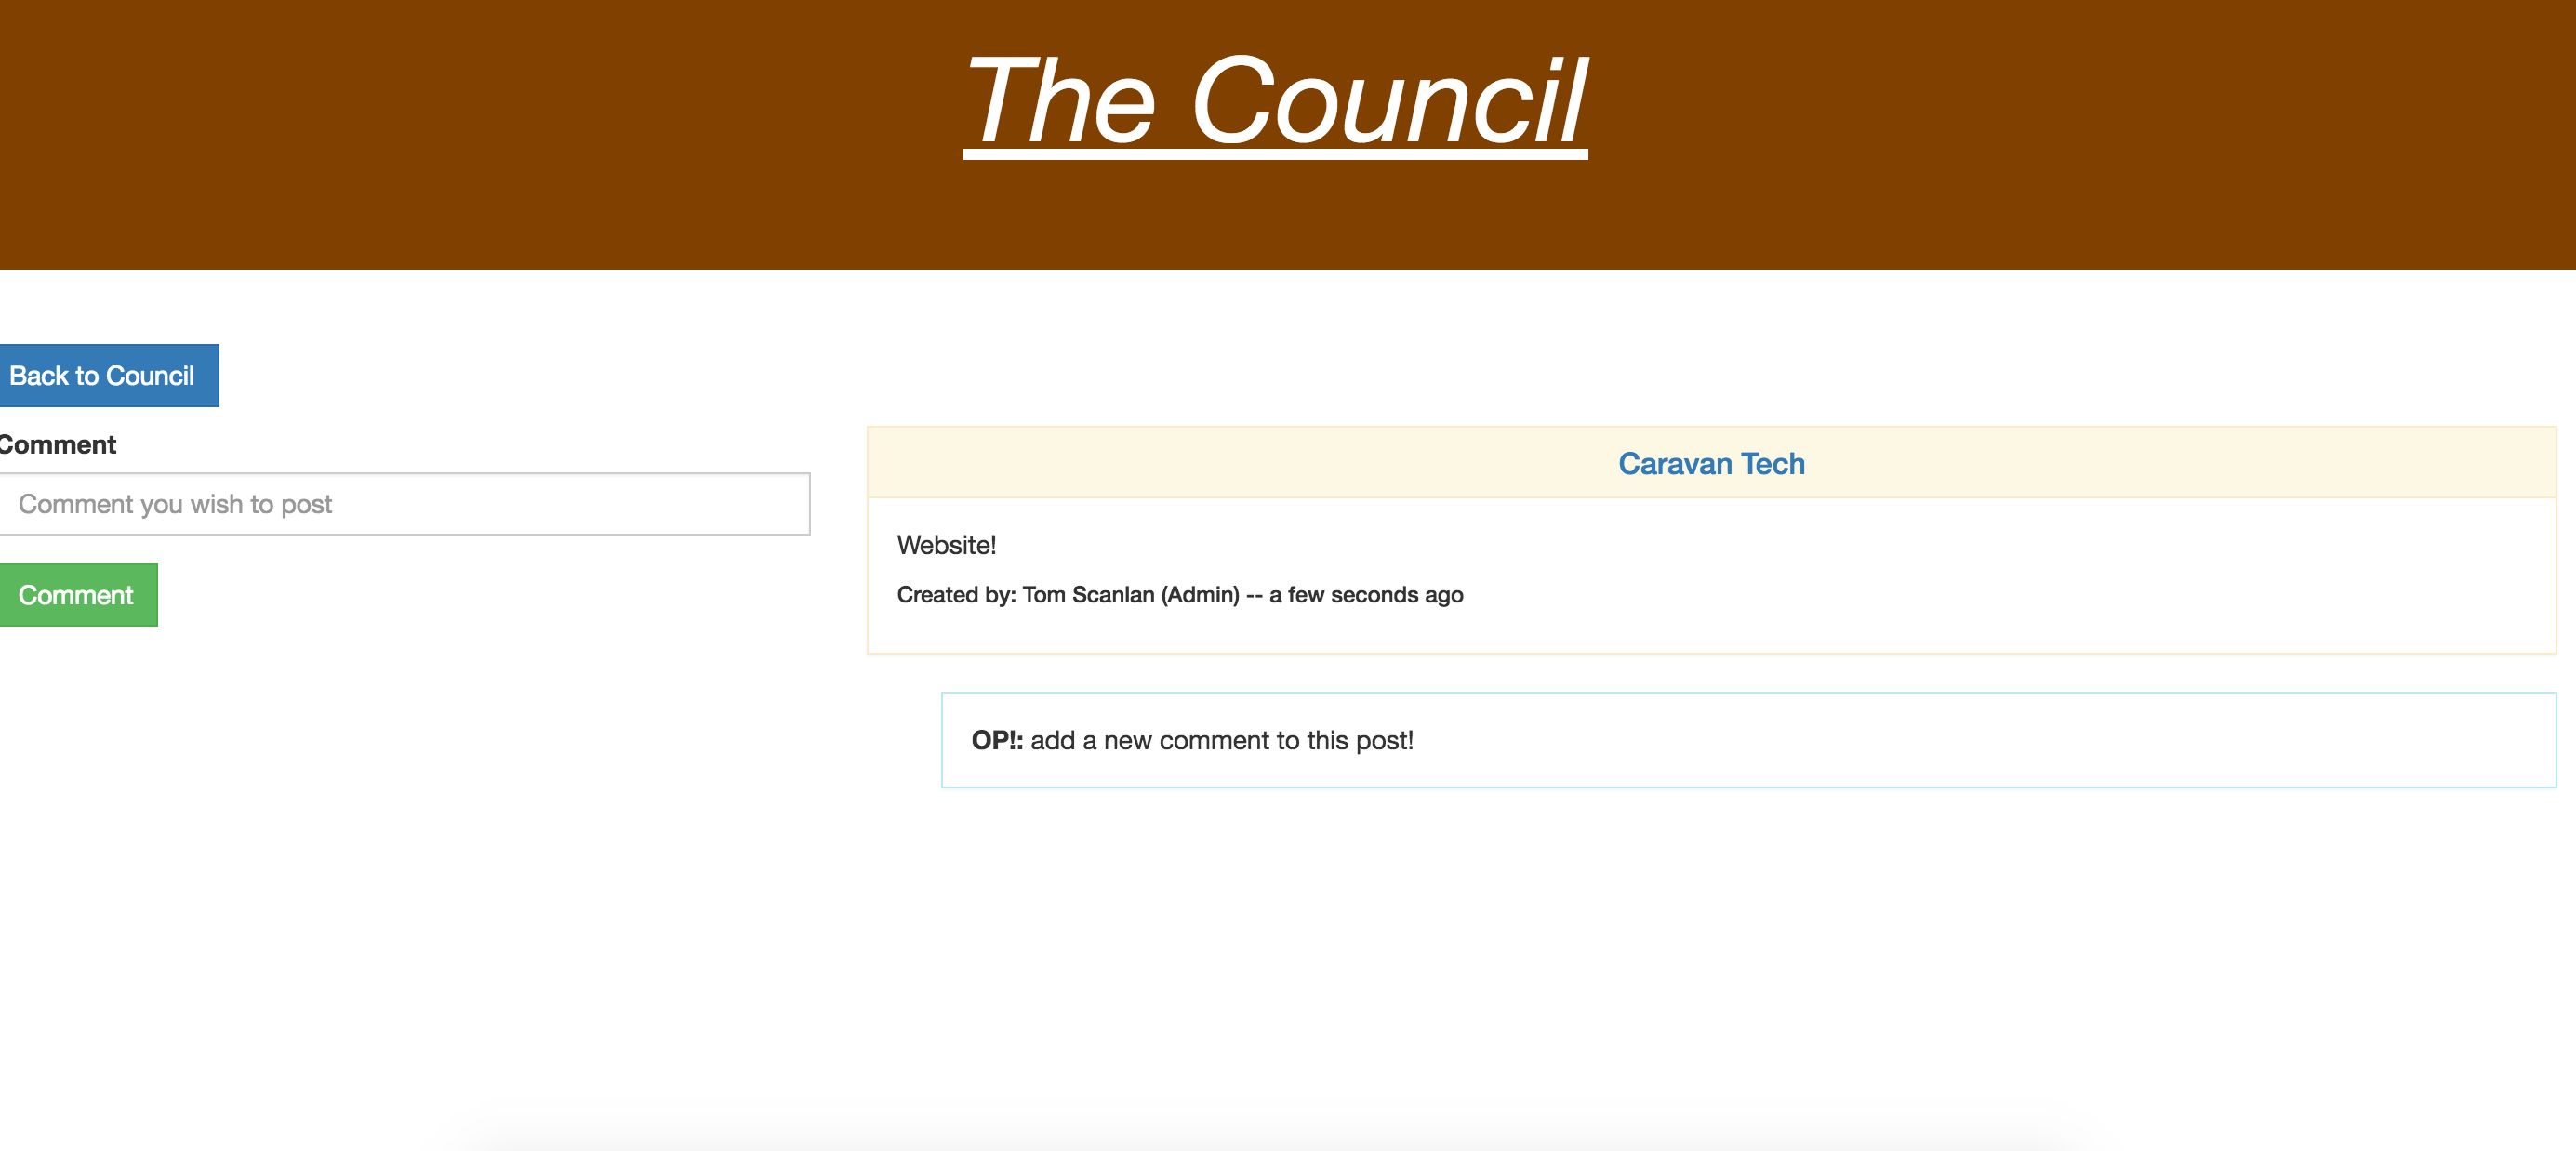 The Council
Back to Council
Comment
Comment you wish to post
Comment
Caravan Tech
Website!
Created by: Tom Scanlan (Admin) -- a few seconds ago
OP!: add a new comment to this post!